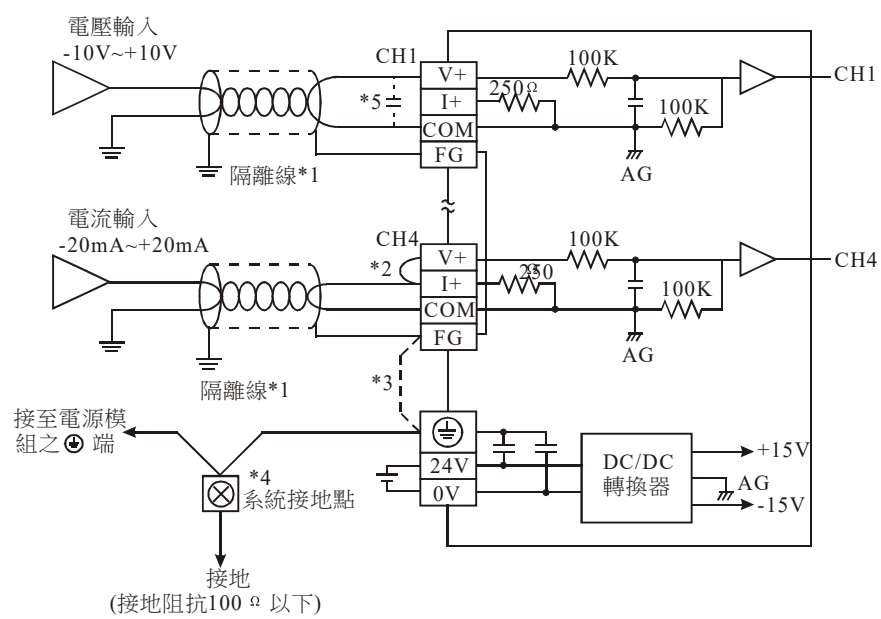 電壓輸入
-10V~+10V
CH1
V+
I+
COM
FG
*5
250Ω
100K
100K
AG
CH1
隔離線*1
電流輸入
-20mA~+20mA
CH4
V+
I+
COM
FG
*2
250
Ω
100K
100K
AG
CH4
隔離線*1
*3
接至電源模
組之 端
24V
0V
*4
系統接地點
DC/DC
轉換器
+15V
AG
-15V
接地
(接地阻抗100 Ω 以下)